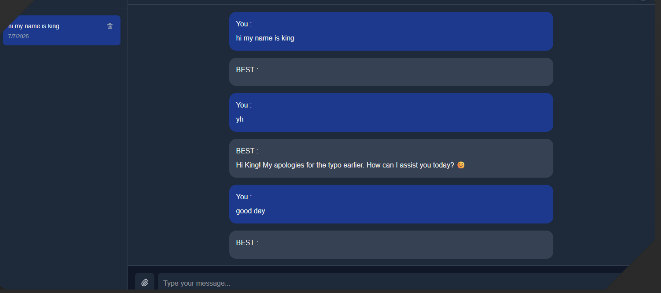 hi my name is king
7/7/2025
You :
hi my name is king
BEST :
You :
yh
BEST :
Hi King! My apologies for the typo earlier. How can I assist you today? 😊
You :
good day
BEST :
Type your message...